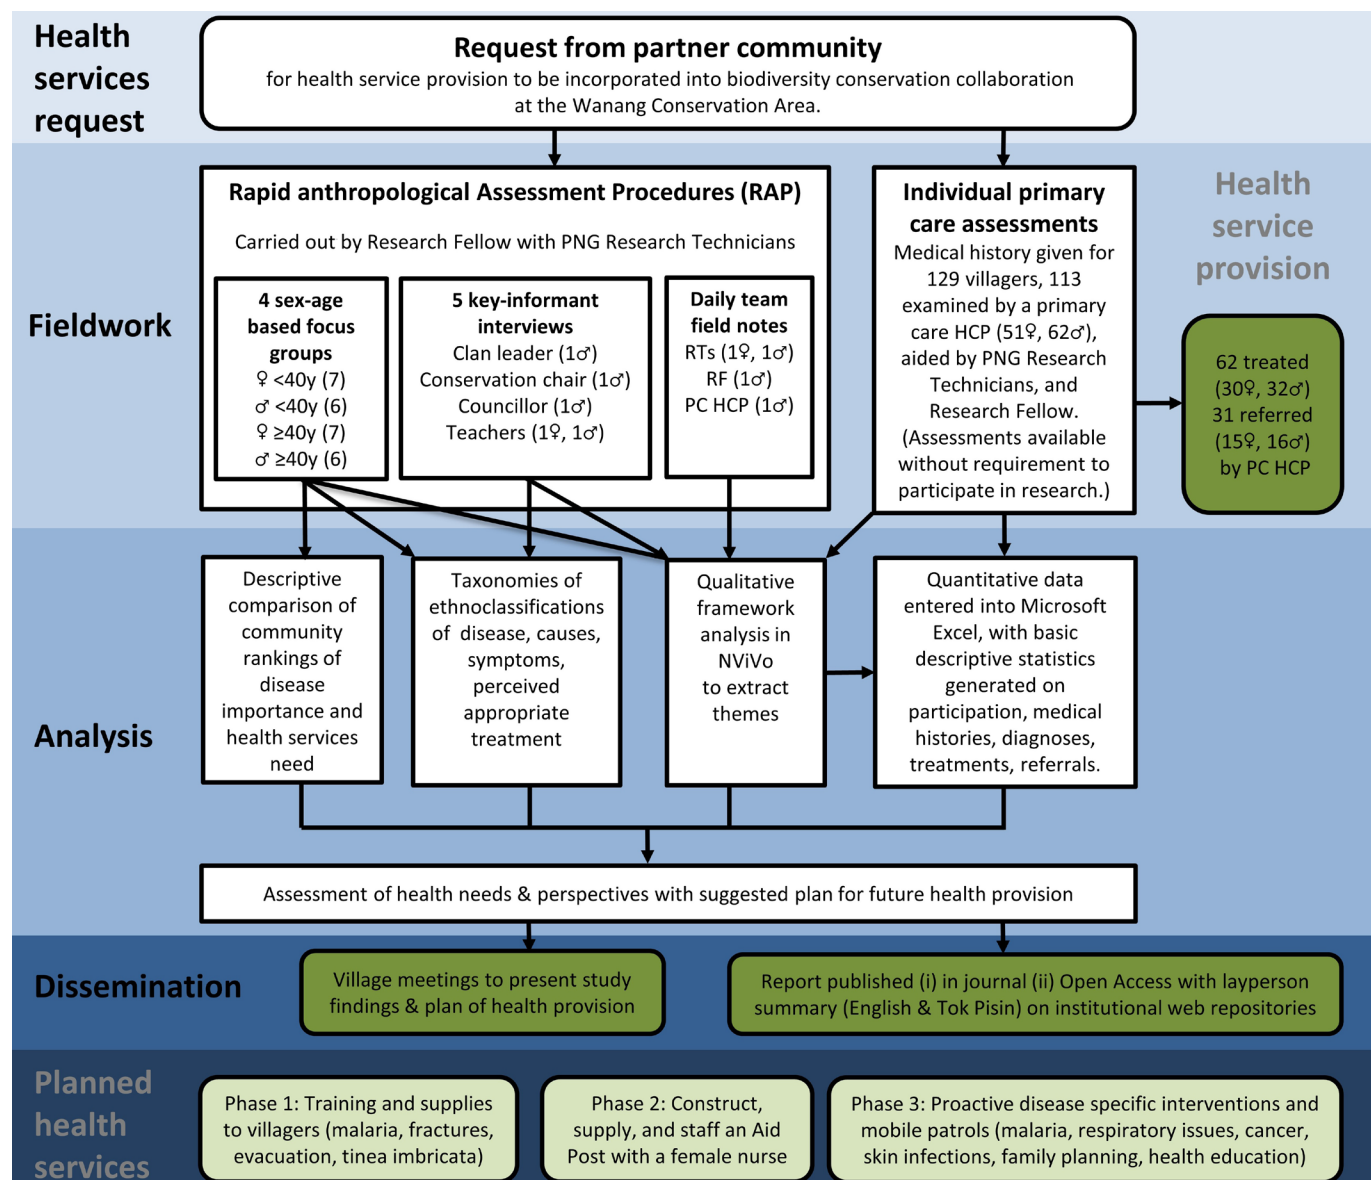 Health
services
request
Request from partner community
for health service provision to be incorporated into biodiversity conservation collaboration
at the Wanang Conservation Area.
Fieldwork
Rapid anthropological Assessment Procedures (RAP)
Carried out by Research Fellow with PNG Research Technicians
4 sex-age
based focus
groups
♀ <40y (7)
♂ <40y (6)
♀ ≥40y (7)
♂ ≥40y (6)
5 key-informant
interviews
Clan leader (1♂)
Conservation chair (1♂)
Councillor (1♂)
Teachers (1♀, 1♂)
Daily team
field notes
RTs (1♀, 1♂)
RF (1♂)
PC HCP (1♂)
Individual primary
care assessments
Medical history given for
129 villagers, 113
examined by a primary
care HCP (51♀, 62♂),
aided by PNG Research
Technicians, and
Research Fellow.
(Assessments available
without requirement to
participate in research.)
Health
service
provision
62 treated
(30♀, 32♂)
31 referred
(15♀, 16♂)
by PC HCP
Analysis
Descriptive
comparison of
community
rankings of
disease
importance and
health services
need
Taxonomies of
ethnoclassifications
of disease, causes,
symptoms,
perceived
appropriate
treatment
Qualitative
framework
analysis in
NViVo
to extract
themes
Quantitative data
entered into Microsoft
Excel, with basic
descriptive statistics
generated on
participation, medical
histories, diagnoses,
treatments, referrals.
Assessment of health needs & perspectives with suggested plan for future health provision
Dissemination
Village meetings to present study
findings & plan of health provision
Report published (i) in journal (ii) Open Access with layperson
summary (English & Tok Pisin) on institutional web repositories
Planned
health
services
Phase 1: Training and supplies
to villagers (malaria, fractures,
evacuation, tinea imbricata)
Phase 2: Construct,
supply, and staff an Aid
Post with a female nurse
Phase 3: Proactive disease specific interventions and
mobile patrols (malaria, respiratory issues, cancer,
skin infections, family planning, health education)